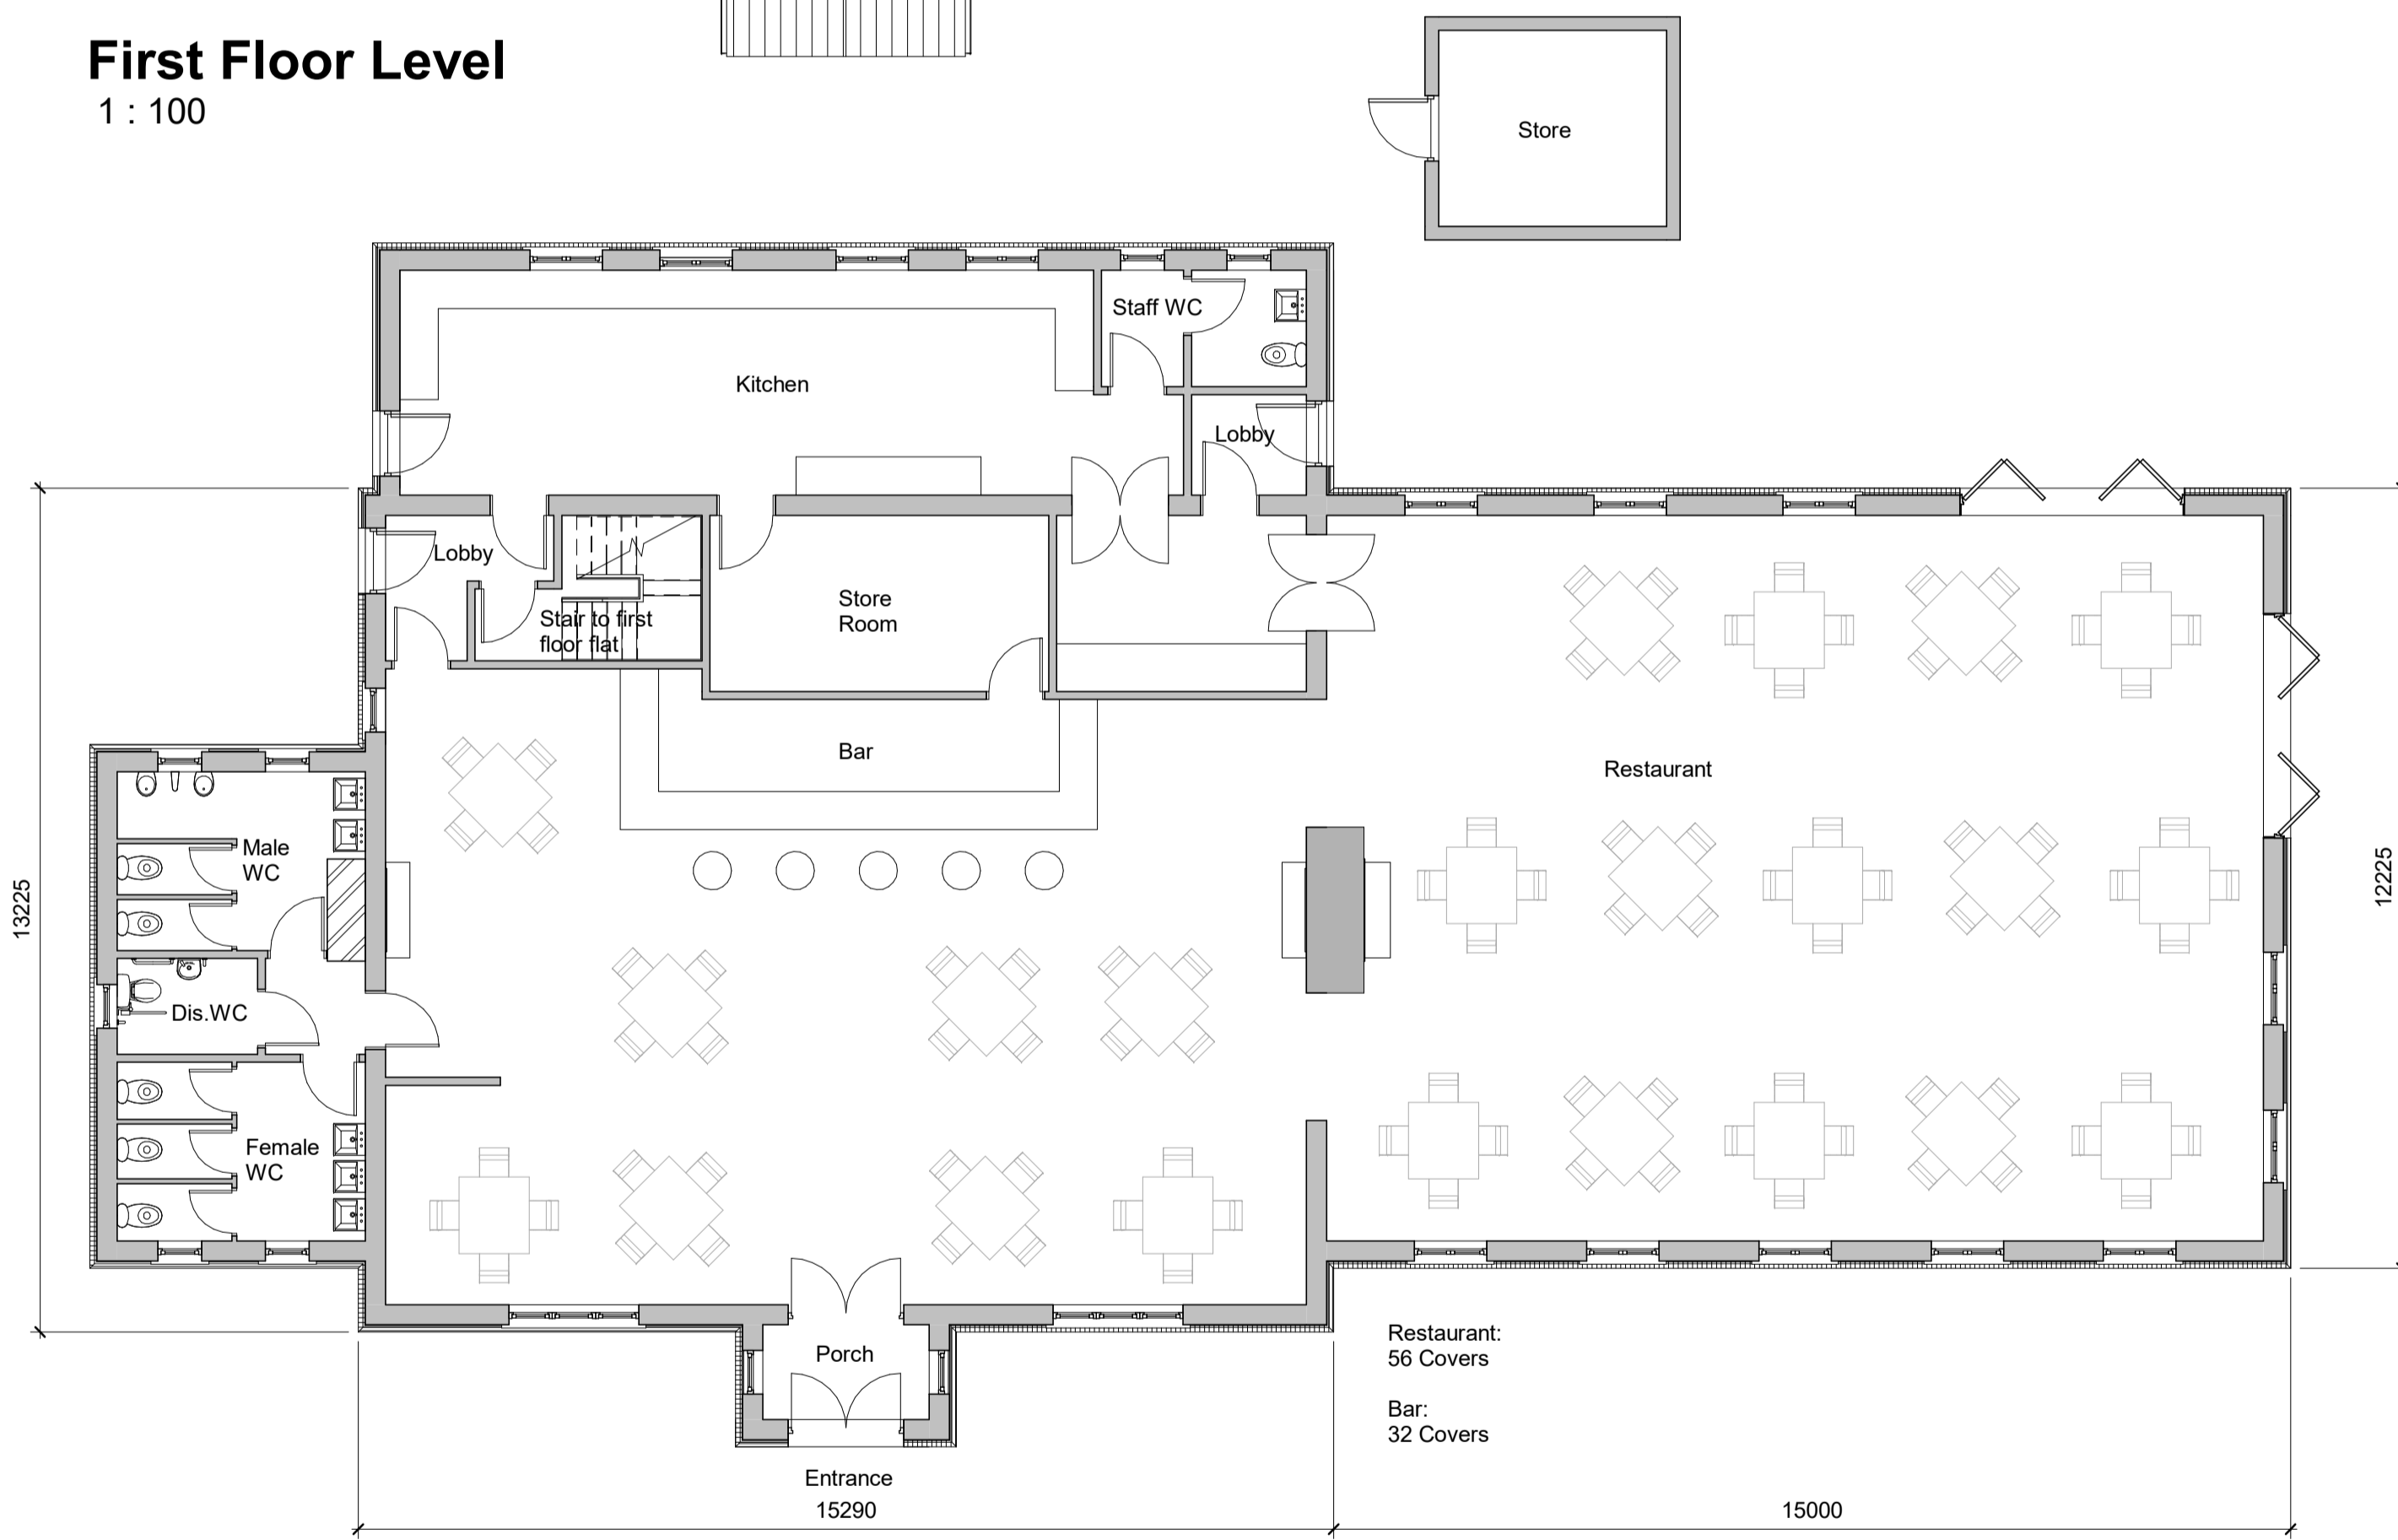 First Floor Level
1 : 100
Store
Staff WC
Kitchen
Lobby
Lobby
Stair to first
floor flat
Store
Room
Bar
Restaurant
Male
WC
13225
12225
Dis.WC
Female
WC
Porch
Restaurant:
56 Covers
Bar:
32 Covers
Entrance
15290
15000